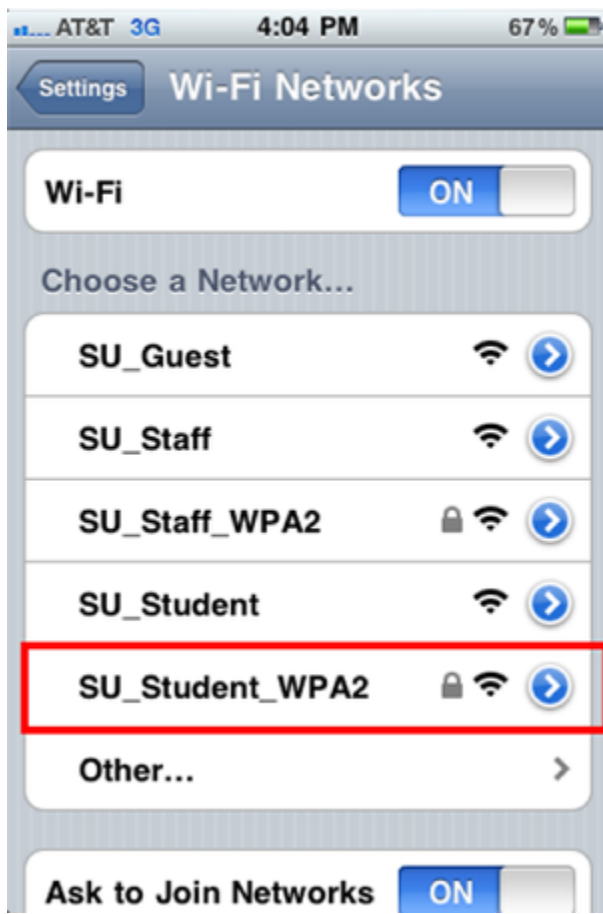 AT&T 3G 4:04 PM 67%
Settings Wi-Fi Networks
Wi-Fi ON
Choose a Network...
SU_Guest
SU_Staff
SU_Staff_WPA2
SU_Student
SU_Student_WPA2
Other...
Ask to Join Networks ON